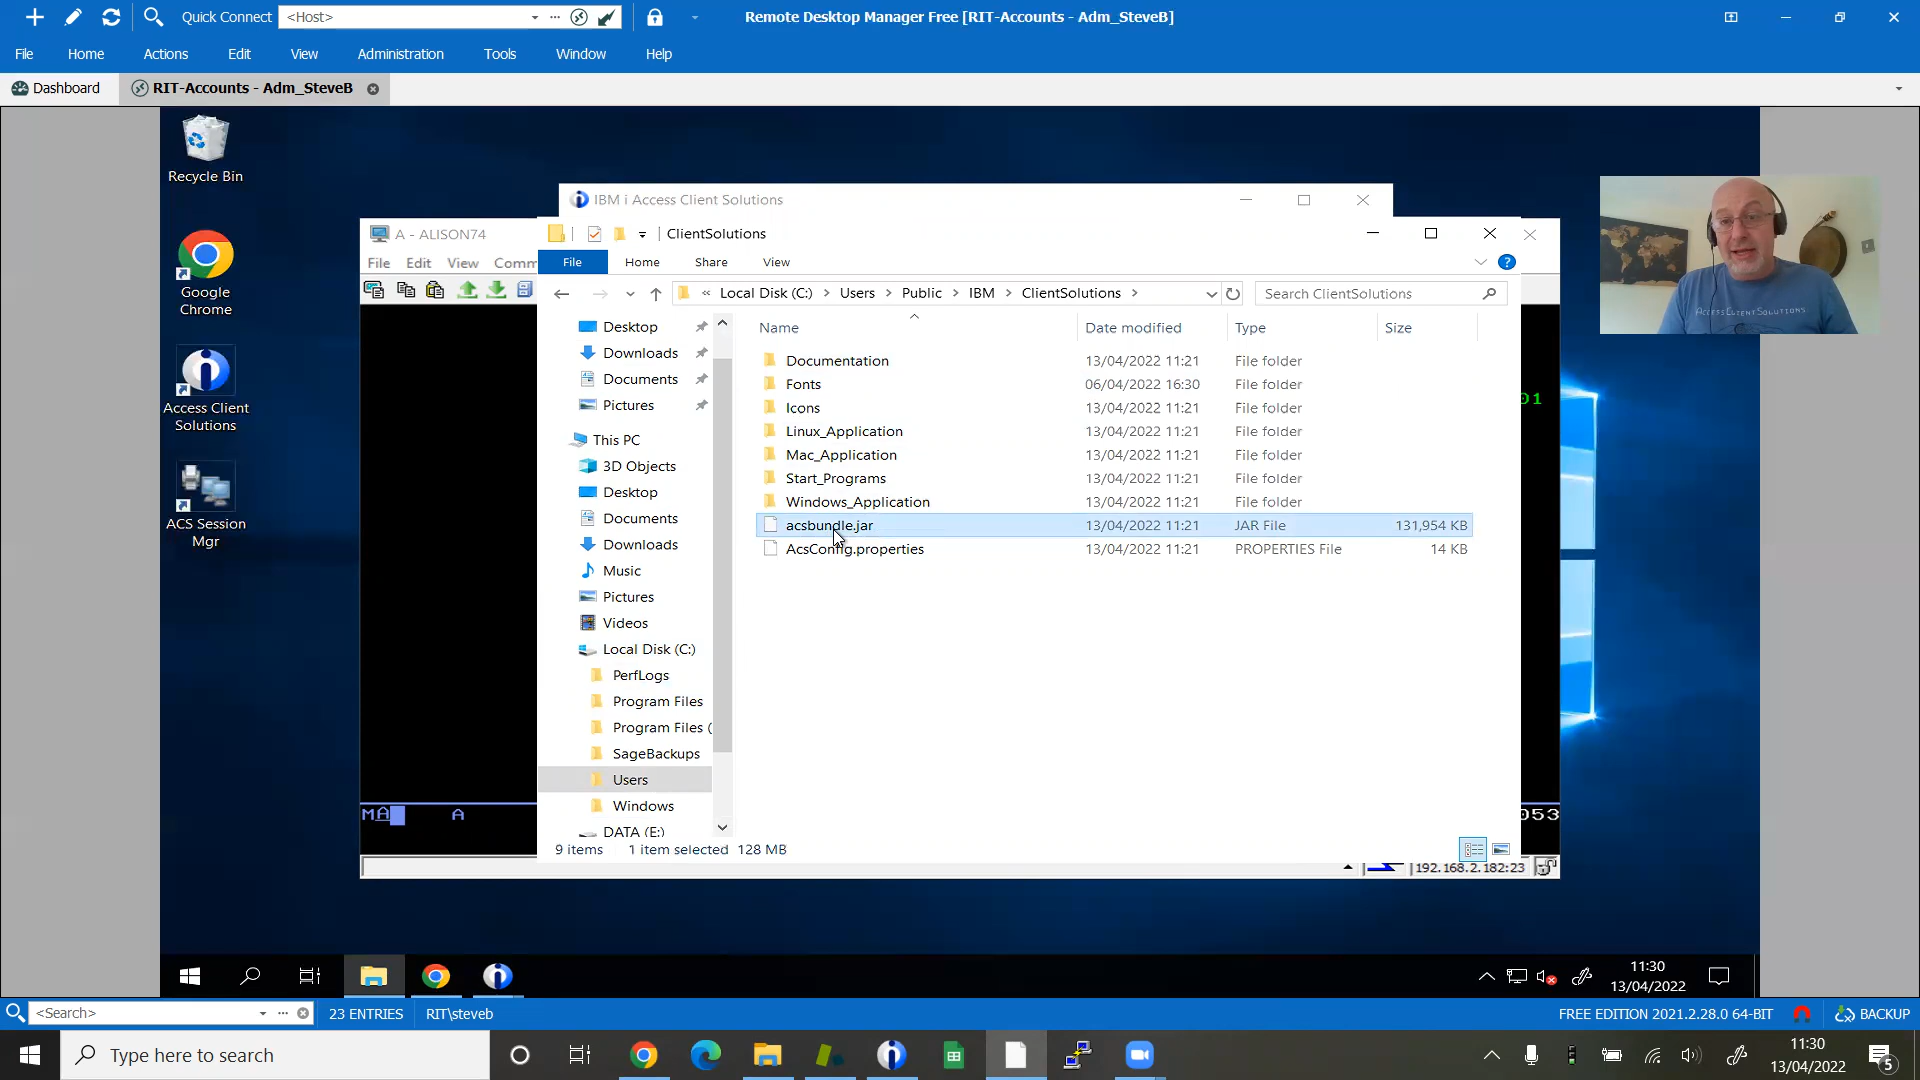 Quick Connect <Host> Remote Desktop Manager Free [RIT-Accounts - Adm_SteveB]
File Home Actions Edit View Administration Tools Window Help
Dashboard RIT-Accounts - Adm_SteveB
Recycle Bin
Google
Chrome
Access Client
Solutions
ACS Session
Mgr
IBM i Access Client Solutions
A - ALISON74
File Edit View Comm
ClientSolutions
File Home Share View
Local Disk (C:) Users Public IBM ClientSolutions
Search ClientSolutions
Desktop
Downloads
Documents
Pictures
This PC
3D Objects
Desktop
Documents
Downloads
Music
Pictures
Videos
Local Disk (C:)
PerfLogs
Program Files
Program Files (
SageBackups
Users
Windows
DATA (E:)
Name Date modified Type Size
Documentation 13/04/2022 11:21 File folder
Fonts 06/04/2022 16:30 File folder
Icons 13/04/2022 11:21 File folder
Linux_Application 13/04/2022 11:21 File folder
Mac_Application 13/04/2022 11:21 File folder
Start_Programs 13/04/2022 11:21 File folder
Windows_Application 13/04/2022 11:21 File folder
acsbundle.jar 13/04/2022 11:21 JAR File 131,954 KB
AcsConfig.properties 13/04/2022 11:21 PROPERTIES File 14 KB
9 items 1 item selected 128 MB
MA A
01
053
192.168.2.182:23
ACCESS CLIENT SOLUTIONS
11:30
13/04/2022
<Search> 23 ENTRIES RIT\steveb FREE EDITION 2021.2.28.0 64-BIT BACKUP
Type here to search
11:30
13/04/2022
5